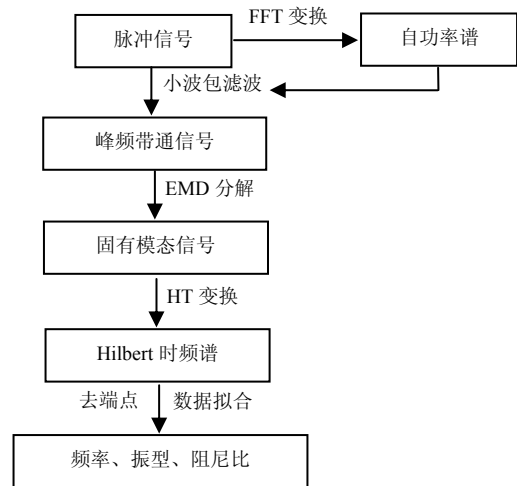 FFT 变换
脉冲信号
自功率谱
小波包滤波
峰频带通信号
EMD 分解
固有模态信号
HT 变换
Hilbert 时频谱
去端点 数据拟合
频率、振型、阻尼比